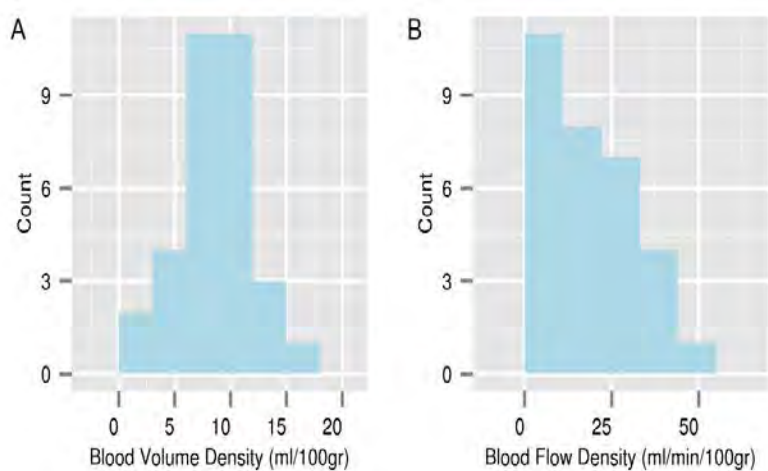 A
B
Count
9
6
3
0
0 5 10 15 20
Blood Volume Density (ml/100gr)
Count
9
6
3
0
0 25 50
Blood Flow Density (ml/min/100gr)